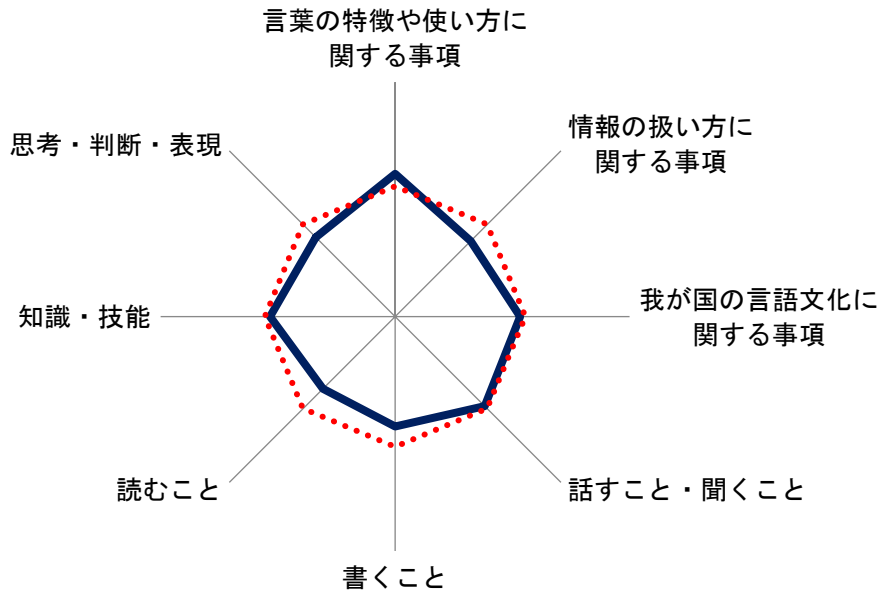 言葉の特徴や使い方に
関する事項
情報の扱い方に
関する事項
我が国の言語文化に
関する事項
話すこと・聞くこと
書くこと
読むこと
知識・技能
思考・判断・表現